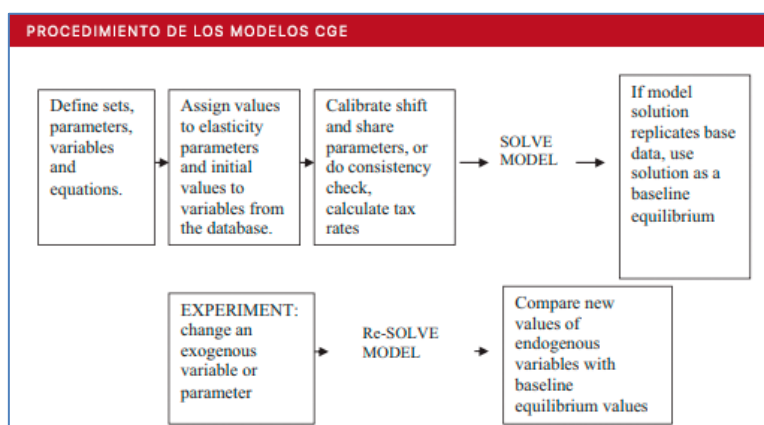 PROCEDIMIENTO DE LOS MODELOS CGE
Define sets,
parameters,
variables
and
equations.
Assign values
to elasticity
parameters
and initial
values to
variables from
the database.
Calibrate shift
and share
parameters, or
do consistency
check,
calculate tax
rates
SOLVE
MODEL
If model
solution
replicates base
data, use
solution as a
baseline
equilibrium
EXPERIMENT:
change an
exogenous
variable or
parameter
Re-SOLVE
MODEL
Compare new
values of
endogenous
variables with
baseline
equilibrium values